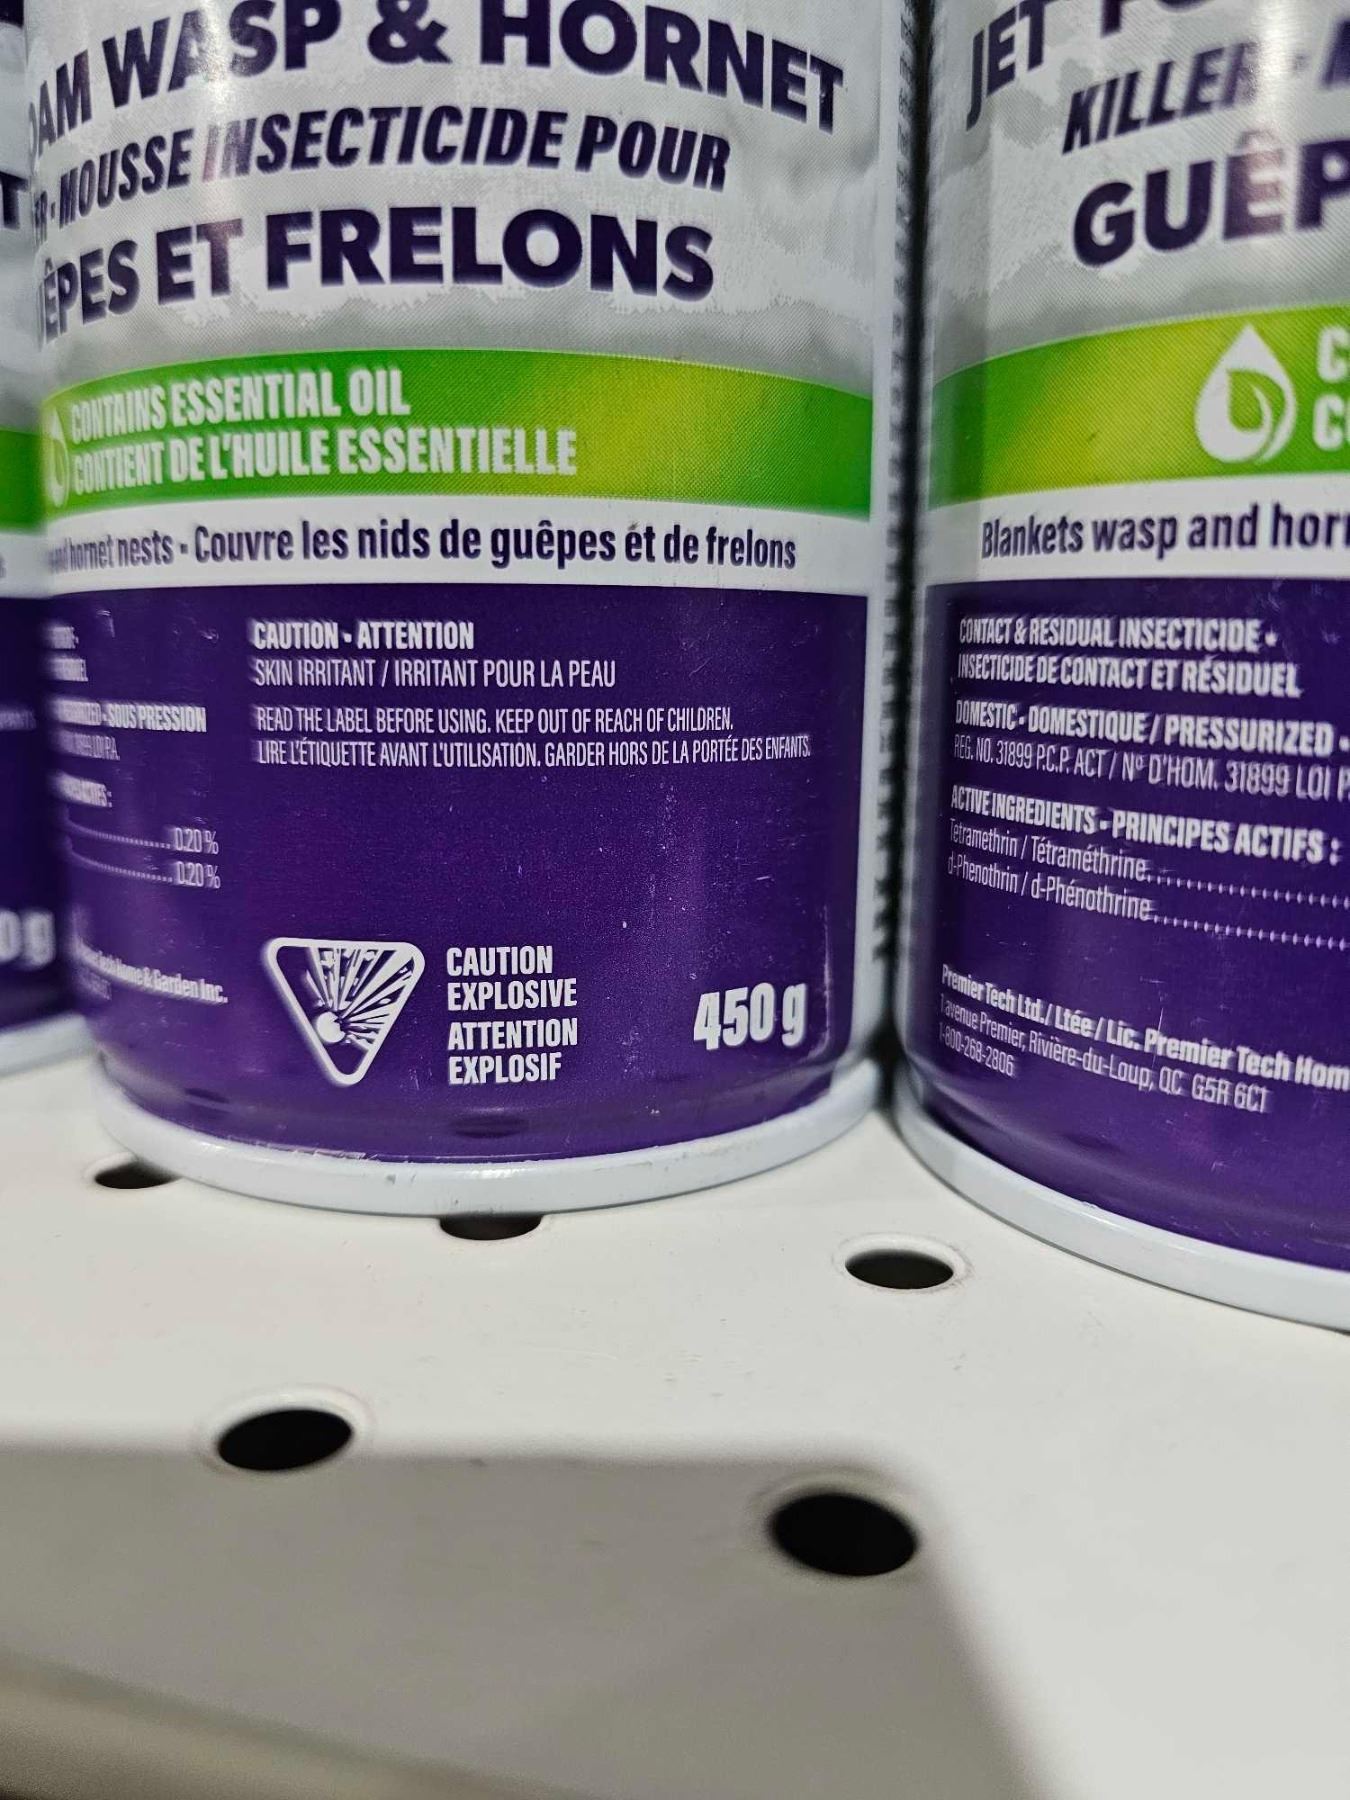 WASP & HORNET
MOUSSE INSECTICIDE POUR
ÊPES ET FRELONS
CONTAINS ESSENTIAL OIL
CONTIENT DE L'HUILE ESSENTIELLE
hornet nests - Couvre les nids de guêpes et de frelons
CAUTION - ATTENTION
SKIN IRRITANT / IRRITANT POUR LA PEAU
READ THE LABEL BEFORE USING. KEEP OUT OF REACH OF CHILDREN.
LIRE L'ÉTIQUETTE AVANT L'UTILISATION. GARDER HORS DE LA PORTÉE DES ENFANTS.
- SOUS PRESSION
0.20 %
0.20 %
Home & Garden Inc.
CAUTION
EXPLOSIVE
ATTENTION
EXPLOSIF
450 g
JET
KILLER -
GUÊP
Blankets wasp and horn
CONTACT & RESIDUAL INSECTICIDE •
INSECTICIDE DE CONTACT ET RÉSIDUEL
DOMESTIC - DOMESTIQUE / PRESSURIZED -
REG. NO. 31899 P.C.P. ACT / Nº D'HOM. 31899 LOI P.
ACTIVE INGREDIENTS - PRINCIPES ACTIFS :
Tetramethrin / Tétraméthrine
d-Phenothrin / d-Phénothrine
Premier Tech Ltd. / Ltée / Lic. Premier Tech Hom
1 avenue Premier, Rivière-du-Loup, QC G5R 6C1
1-800-268-2806